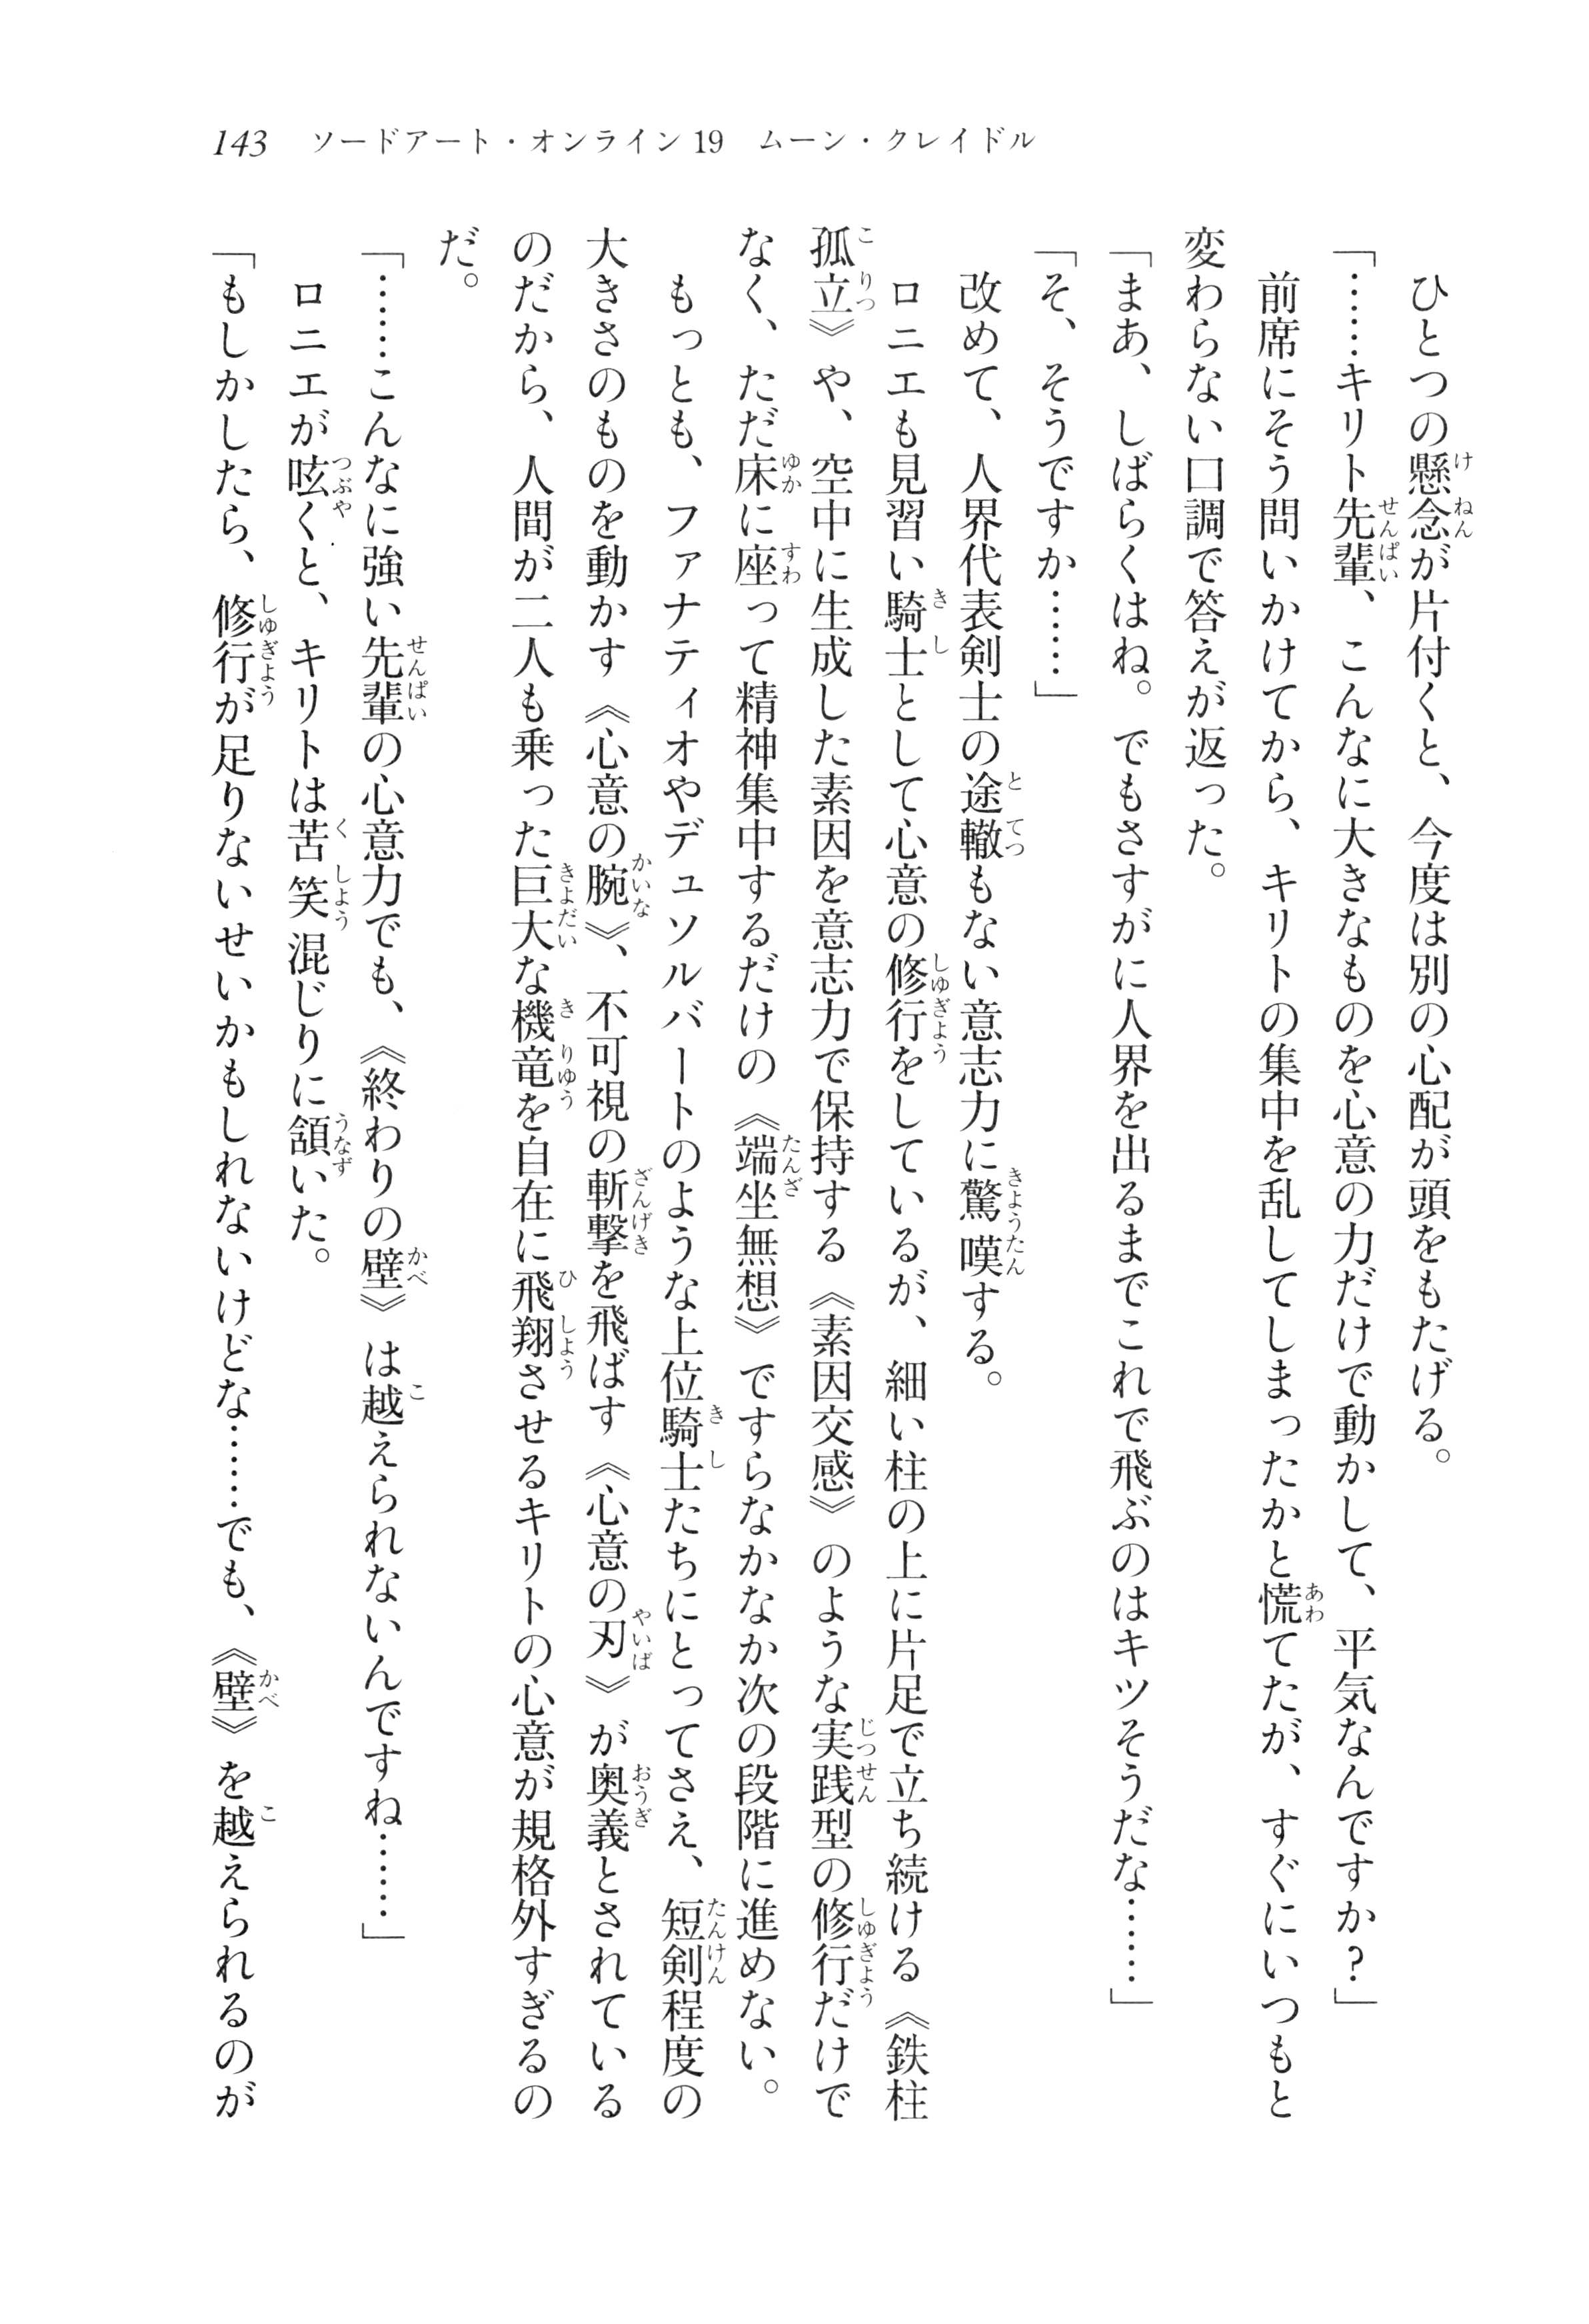 143　ソードアート・オンライン19　ムーン・クレイドル
　ひとつの懸念が片付くと、今度は別の心配が頭をもたげる。
「……キリト先輩、こんなに大きなものを心意の力だけで動かして、平気なんですか?」
　前席にそう問いかけてから、キリトの集中を乱してしまったかと慌てたが、すぐにいつもと
変わらない口調で答えが返った。
「まあ、しばらくはね。でもさすがに人界を出るまでこれで飛ぶのはキツそうだな……」
「そ、そうですか……」
　改めて、人界代表剣士の途轍もない意志力に驚嘆する。
　ロニエも見習い騎士として心意の修行をしているが、細い柱の上に片足で立ち続ける《鉄柱
孤立》や、空中に生成した素因を意志力で保持する《素因交感》のような実践型の修行だけで
なく、ただ床に座って精神集中するだけの《端坐無想》ですらなかなか次の段階に進めない。
　もっとも、ファナティオやデュソルバートのような上位騎士たちにとってさえ、短剣程度の
大きさのものを動かす《心意の腕》、不可視の斬撃を飛ばす《心意の刃》が奥義とされている
のだから、人間が二人も乗った巨大な機竜を自在に飛翔させるキリトの心意が規格外すぎるの
だ。
「……こんなに強い先輩の心意力でも、《終わりの壁》は越えられないんですね……」
　ロニエが呟くと、キリトは苦笑混じりに頷いた。
「もしかしたら、修行が足りないせいかもしれないけどな……でも、《壁》を越えられるのが